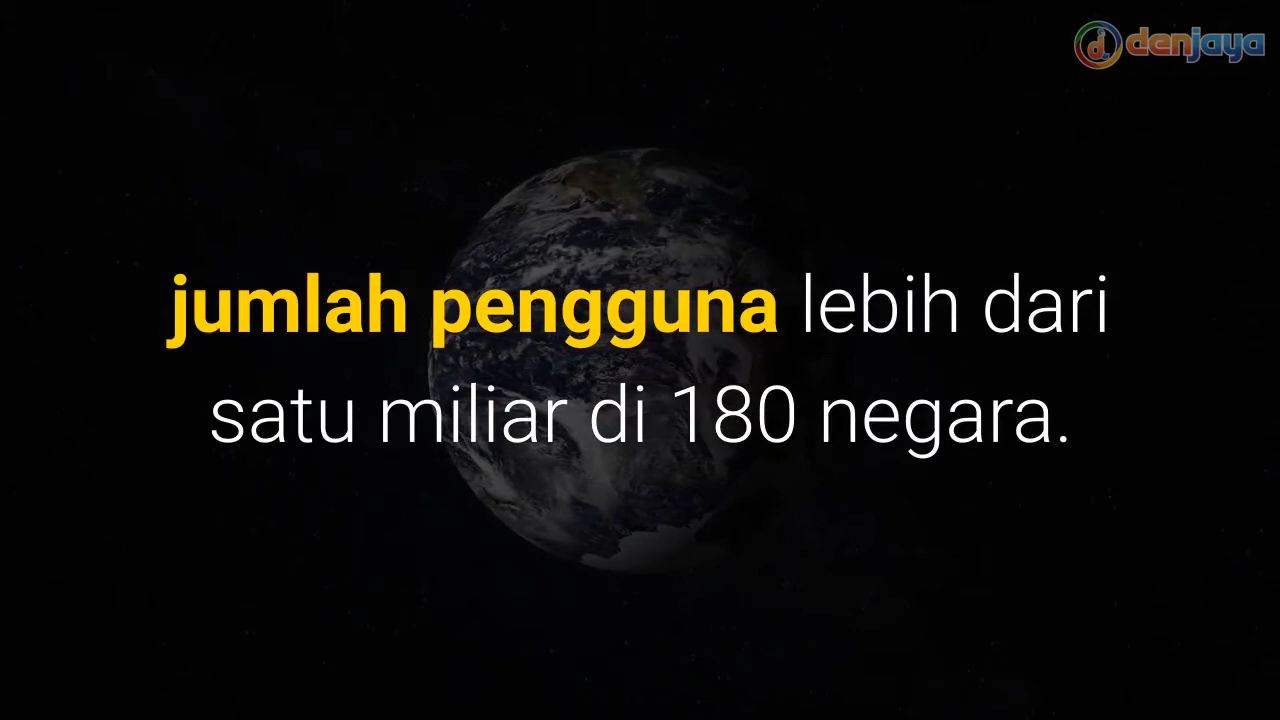 denjaya
jumlah pengguna lebih dari
satu miliar di 180 negara.